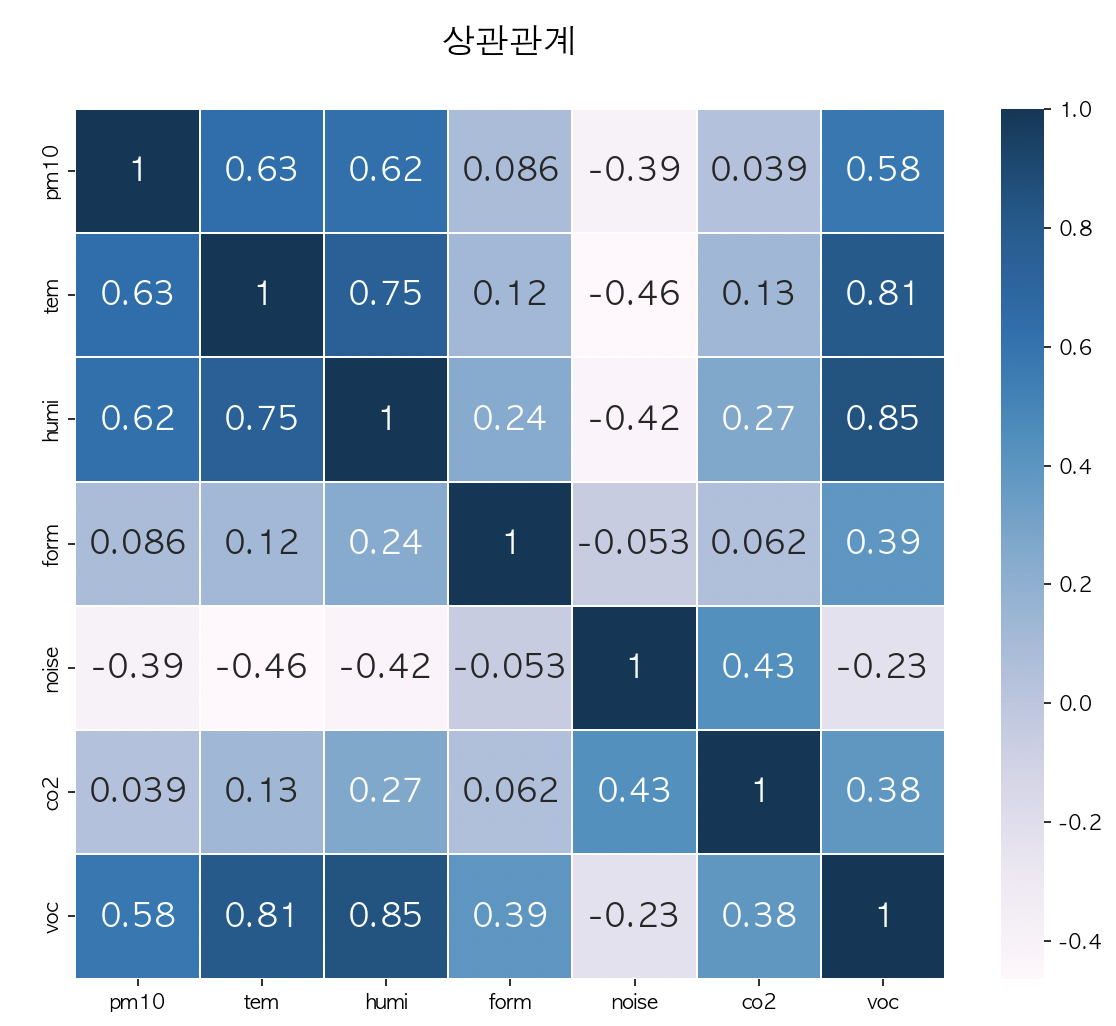 상관관계
pm10 1 0.63 0.62 0.086 -0.39 0.039 0.58
tem 0.63 1 0.75 0.12 -0.46 0.13 0.81
humi 0.62 0.75 1 0.24 -0.42 0.27 0.85
form 0.086 0.12 0.24 1 -0.053 0.062 0.39
noise -0.39 -0.46 -0.42 -0.053 1 0.43 -0.23
co2 0.039 0.13 0.27 0.062 0.43 1 0.38
voc 0.58 0.81 0.85 0.39 -0.23 0.38 1
pm10 tem humi form noise co2 voc
1.0
0.8
0.6
0.4
0.2
0.0
-0.2
-0.4